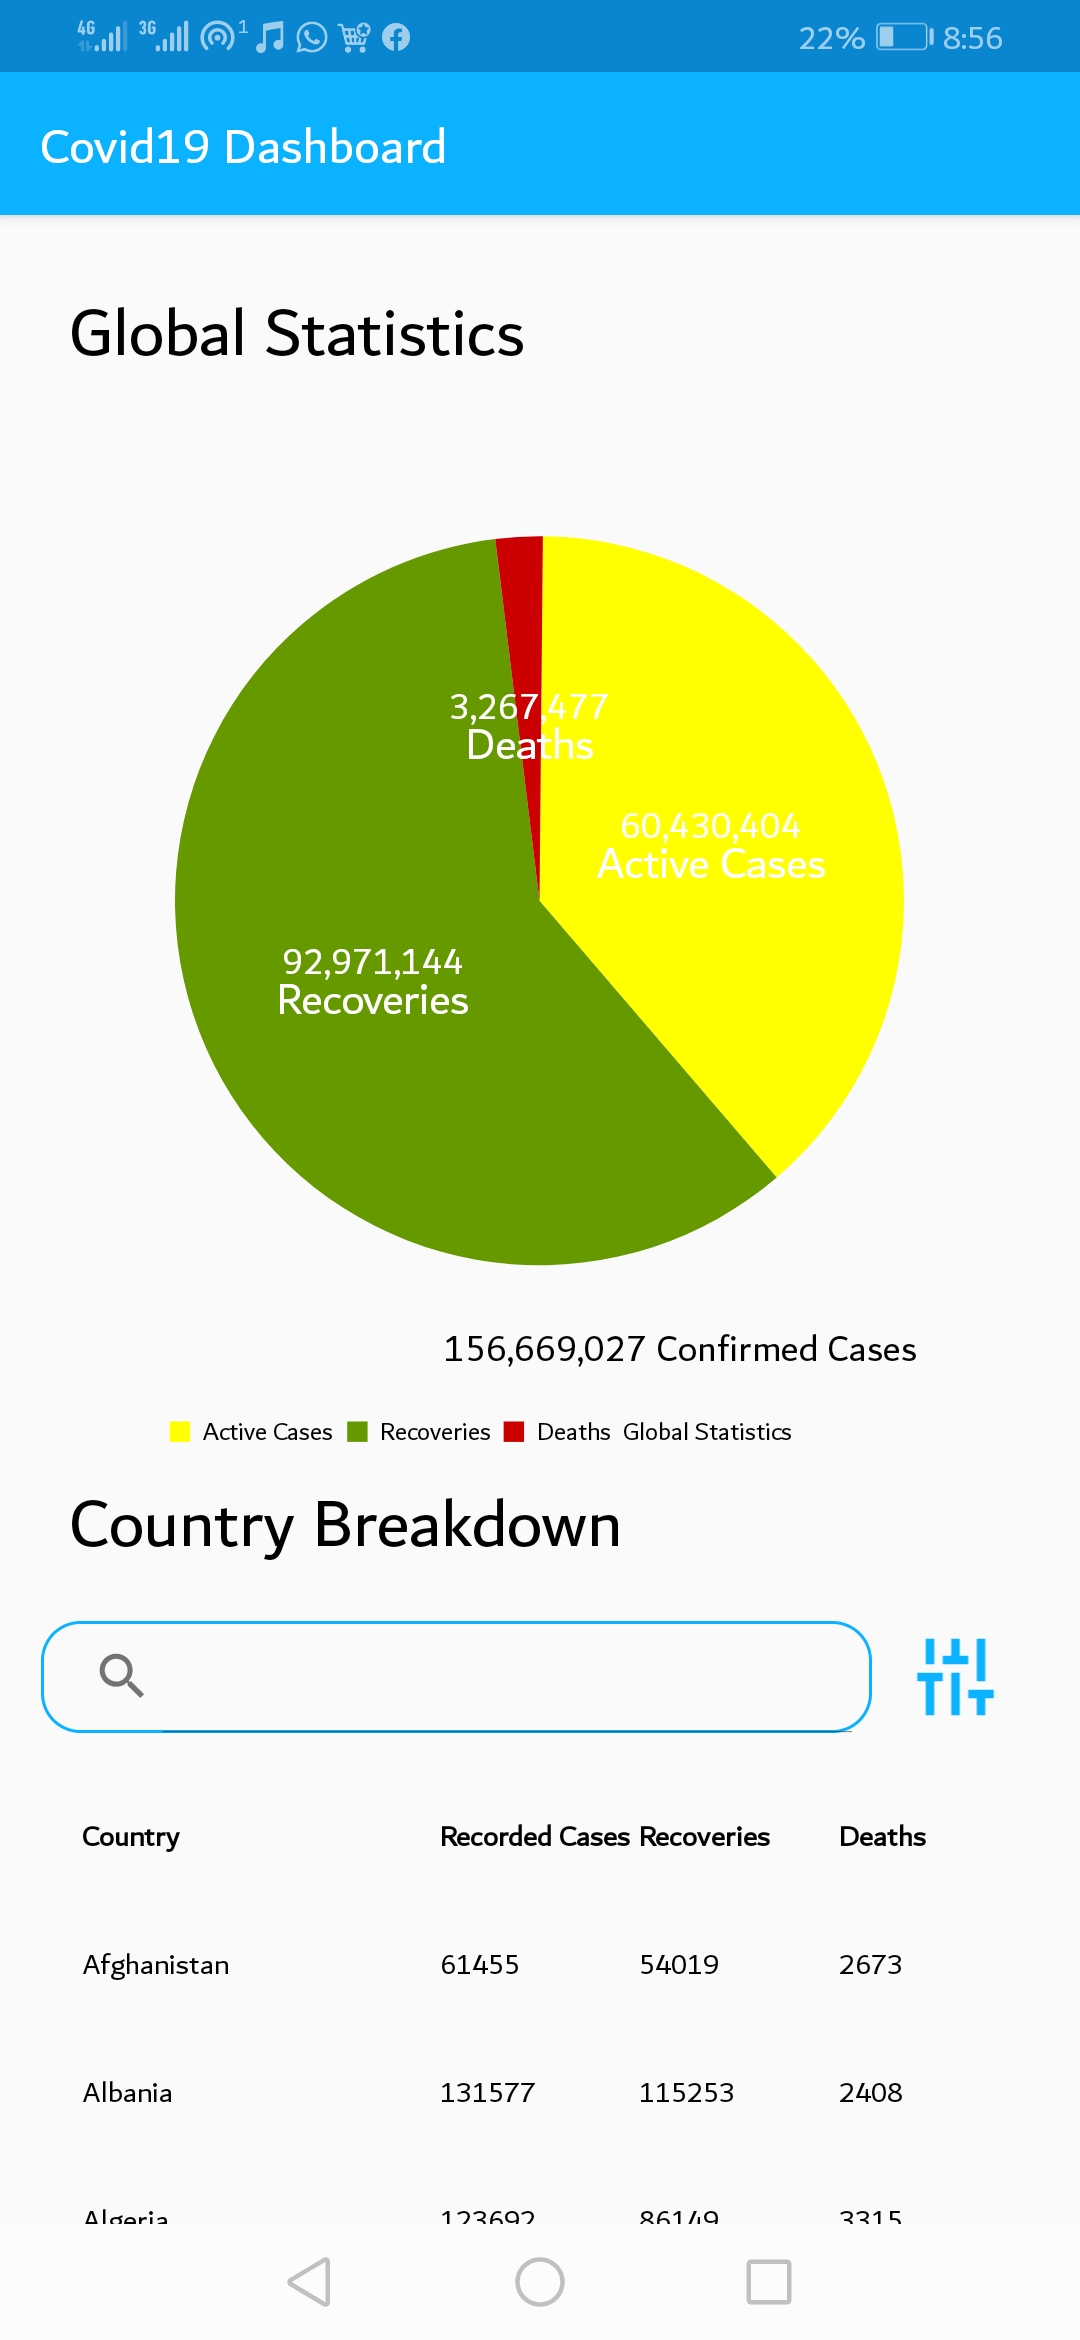 4G 3G 1 22% 8:56
Covid19 Dashboard
Global Statistics
3,267,477
Deaths
60,430,404
Active Cases
92,971,144
Recoveries
156,669,027 Confirmed Cases
Active Cases Recoveries Deaths Global Statistics
Country Breakdown
Country Recorded Cases Recoveries Deaths
Afghanistan 61455 54019 2673
Albania 131577 115253 2408
Algeria 123692 86149 3315